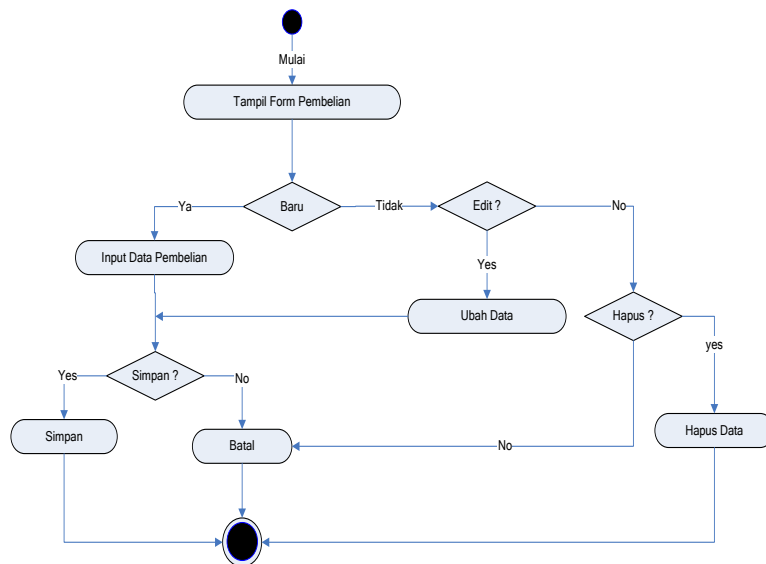 Mulai
Tampil Form Pembelian
Baru
Ya
Tidak
Edit ?
No
Input Data Pembelian
Yes
Ubah Data
Hapus ?
yes
Simpan ?
Yes
No
Simpan
Batal
No
Hapus Data